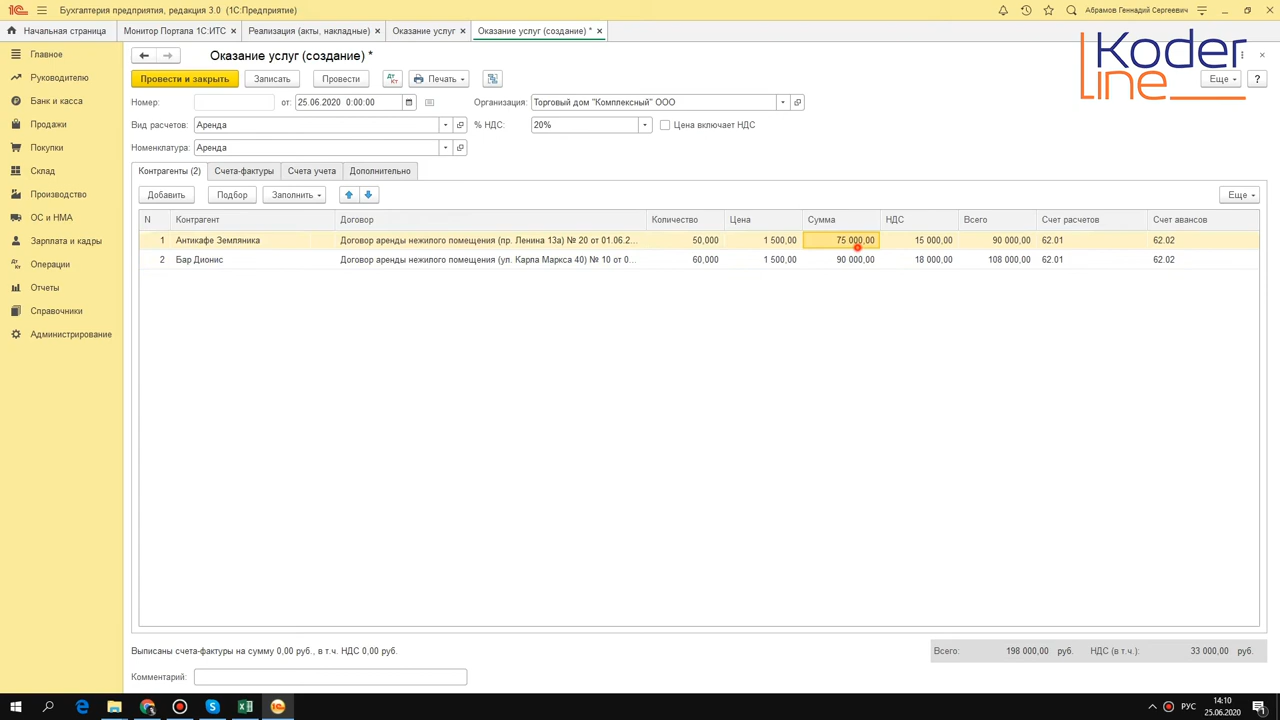 Бухгалтерия предприятия, редакция 3.0 (1С:Предприятие)
Абрамов Геннадий Сергеевич
Начальная страница
Монитор Портала 1С:ИТС ×
Реализация (акты, накладные) ×
Оказание услуг ×
Оказание услуг (создание) * ×
Koder
line
Главное
Руководителю
Банк и касса
Продажи
Покупки
Склад
Производство
ОС и НМА
Зарплата и кадры
Операции
Отчеты
Справочники
Администрирование
Оказание услуг (создание) *
Провести и закрыть
Записать
Провести
Печать
Еще
?
Номер:
от: 25.06.2020 0:00:00
Организация: Торговый дом "Комплексный" ООО
Вид расчетов: Аренда
% НДС: 20%
Цена включает НДС
Номенклатура: Аренда
Контрагенты (2)
Счета-фактуры
Счета учета
Дополнительно
Добавить
Подбор
Заполнить
Еще
N Контрагент Договор Количество Цена Сумма НДС Всего Счет расчетов Счет авансов
1 Антикафе Земляника Договор аренды нежилого помещения (пр. Ленина 13а) № 20 от 01.06.2... 50,000 1 500,00 75 000,00 15 000,00 90 000,00 62.01 62.02
2 Бар Дионис Договор аренды нежилого помещения (ул. Карла Маркса 40) № 10 от 0... 60,000 1 500,00 90 000,00 18 000,00 108 000,00 62.01 62.02
Выписаны счета-фактуры на сумму 0,00 руб., в т.ч. НДС 0,00 руб.
Всего: 198 000,00 руб. НДС (в т.ч.): 33 000,00 руб.
Комментарий:
РУС
14:10
25.06.2020
1